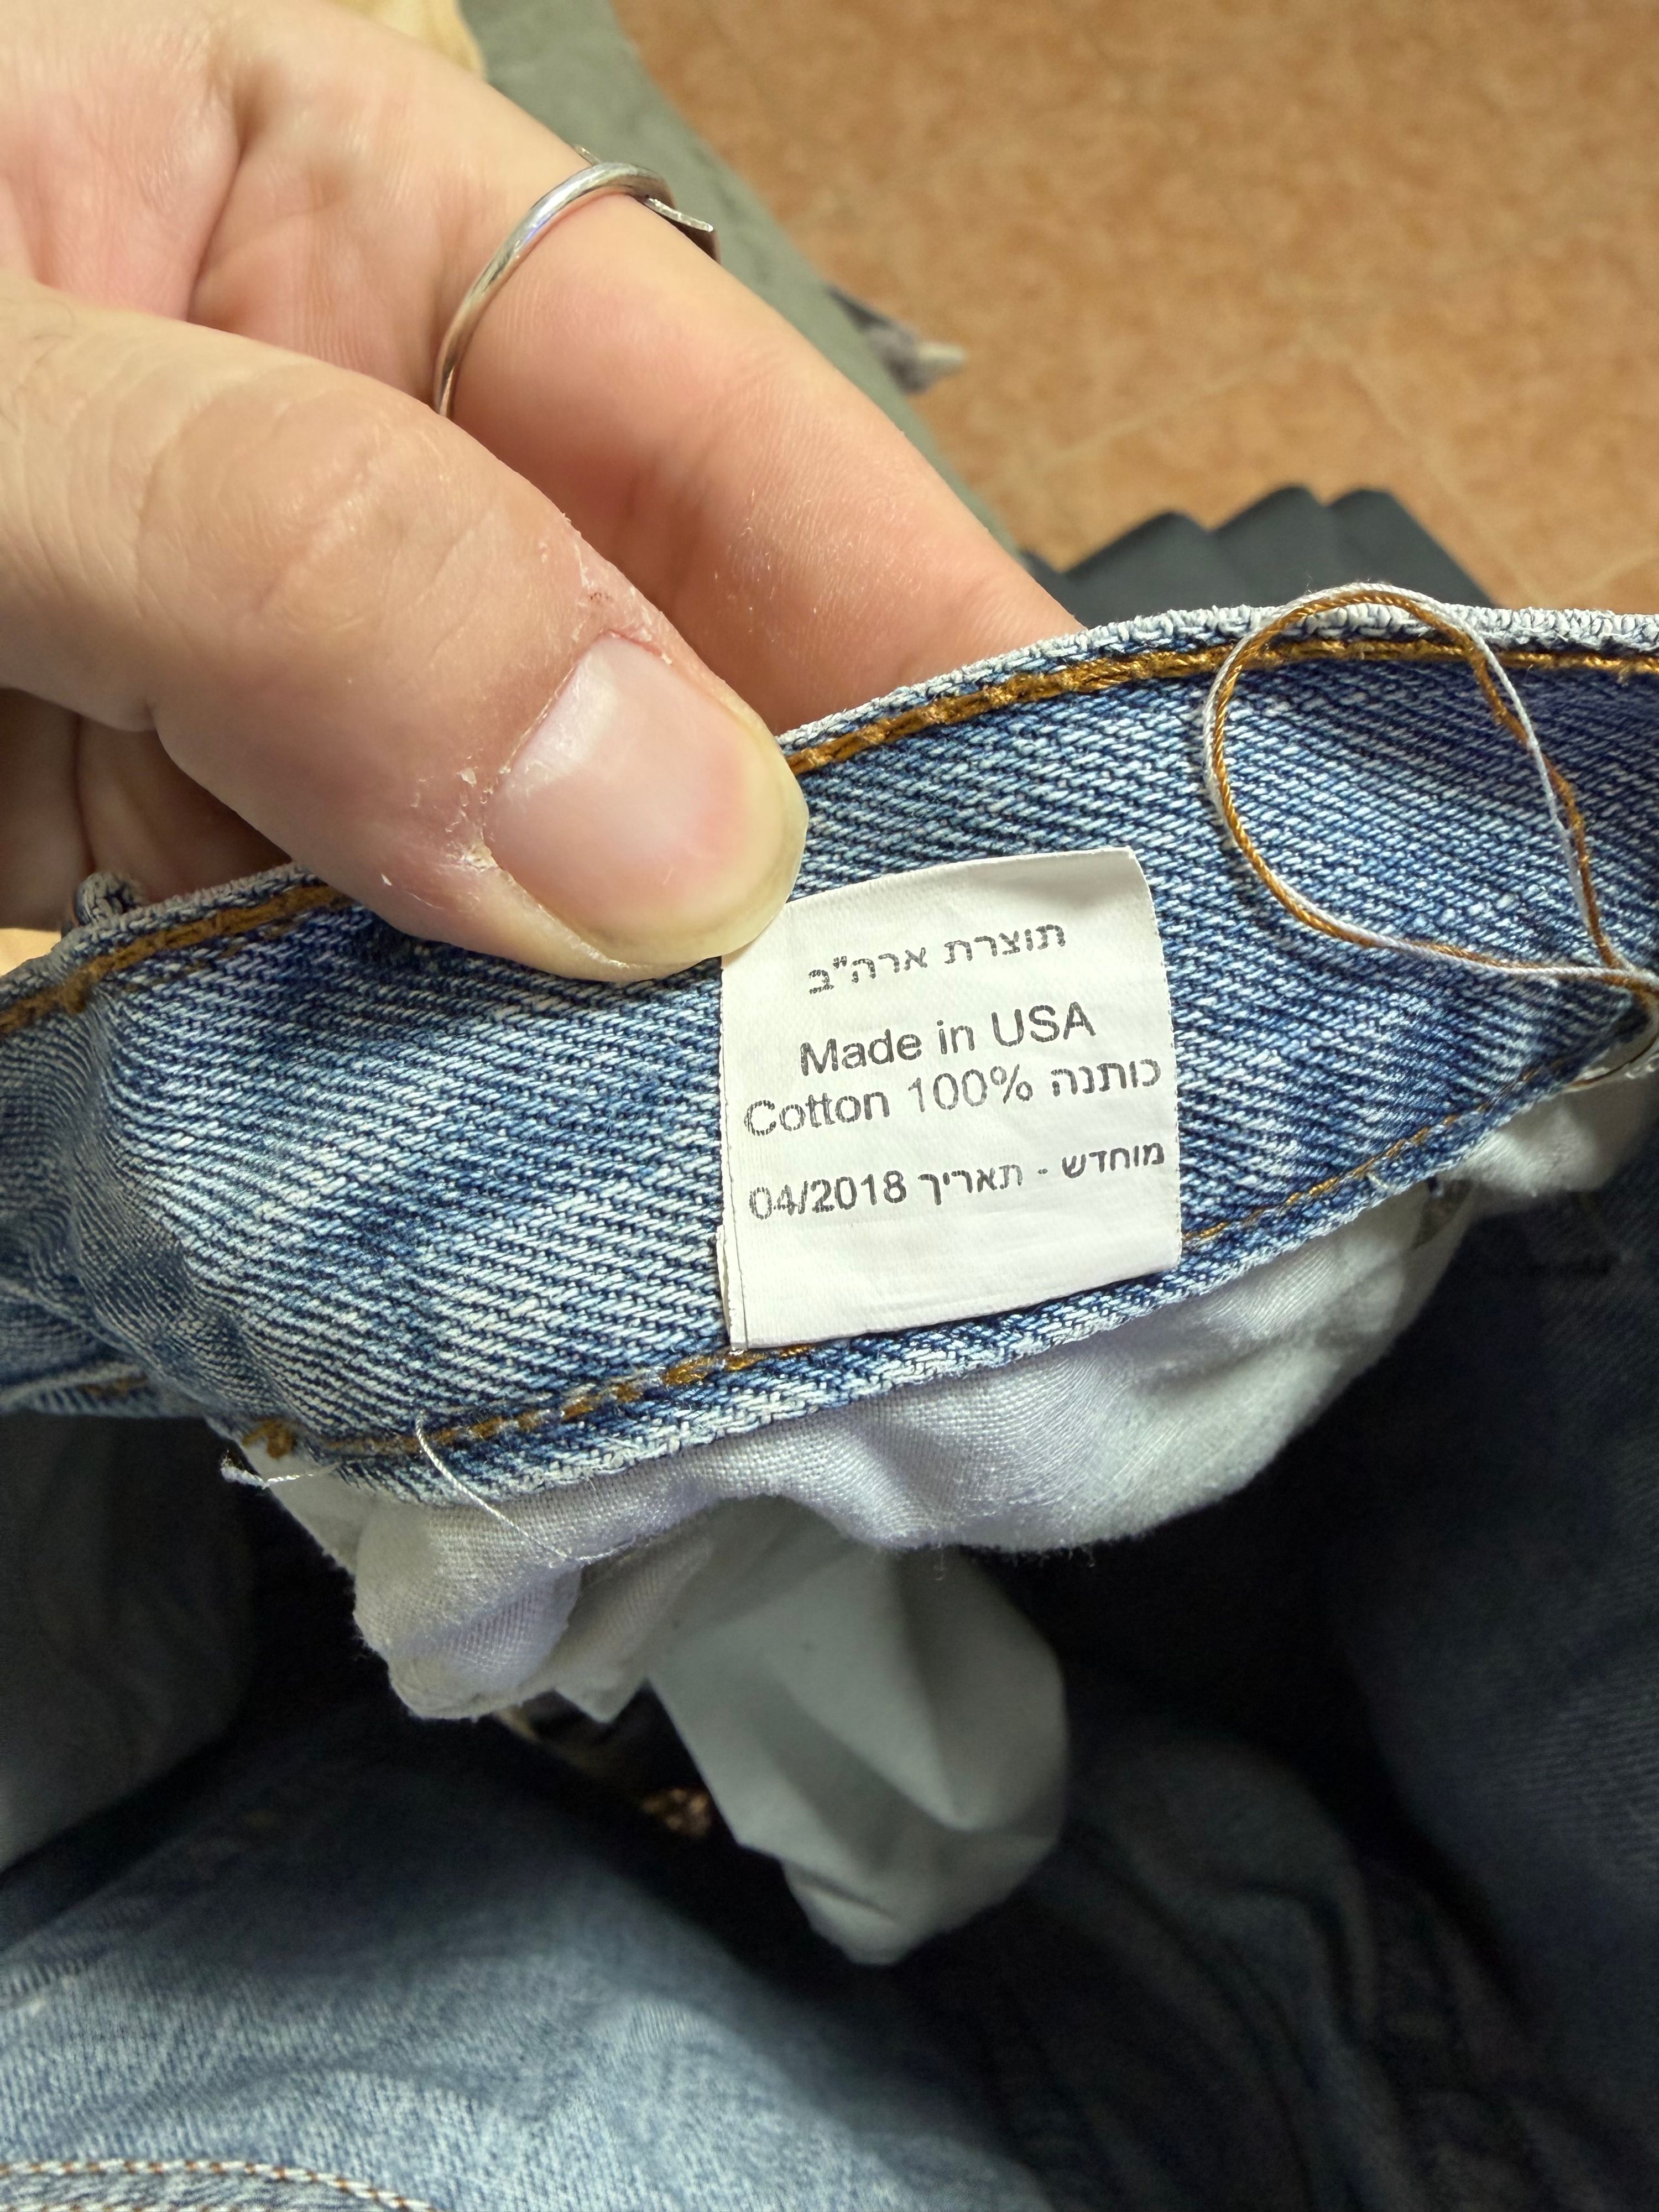 תוצרת ארה"ב
Made in USA
Cotton 100% כותנה
מוחדש - תאריך 04/2018